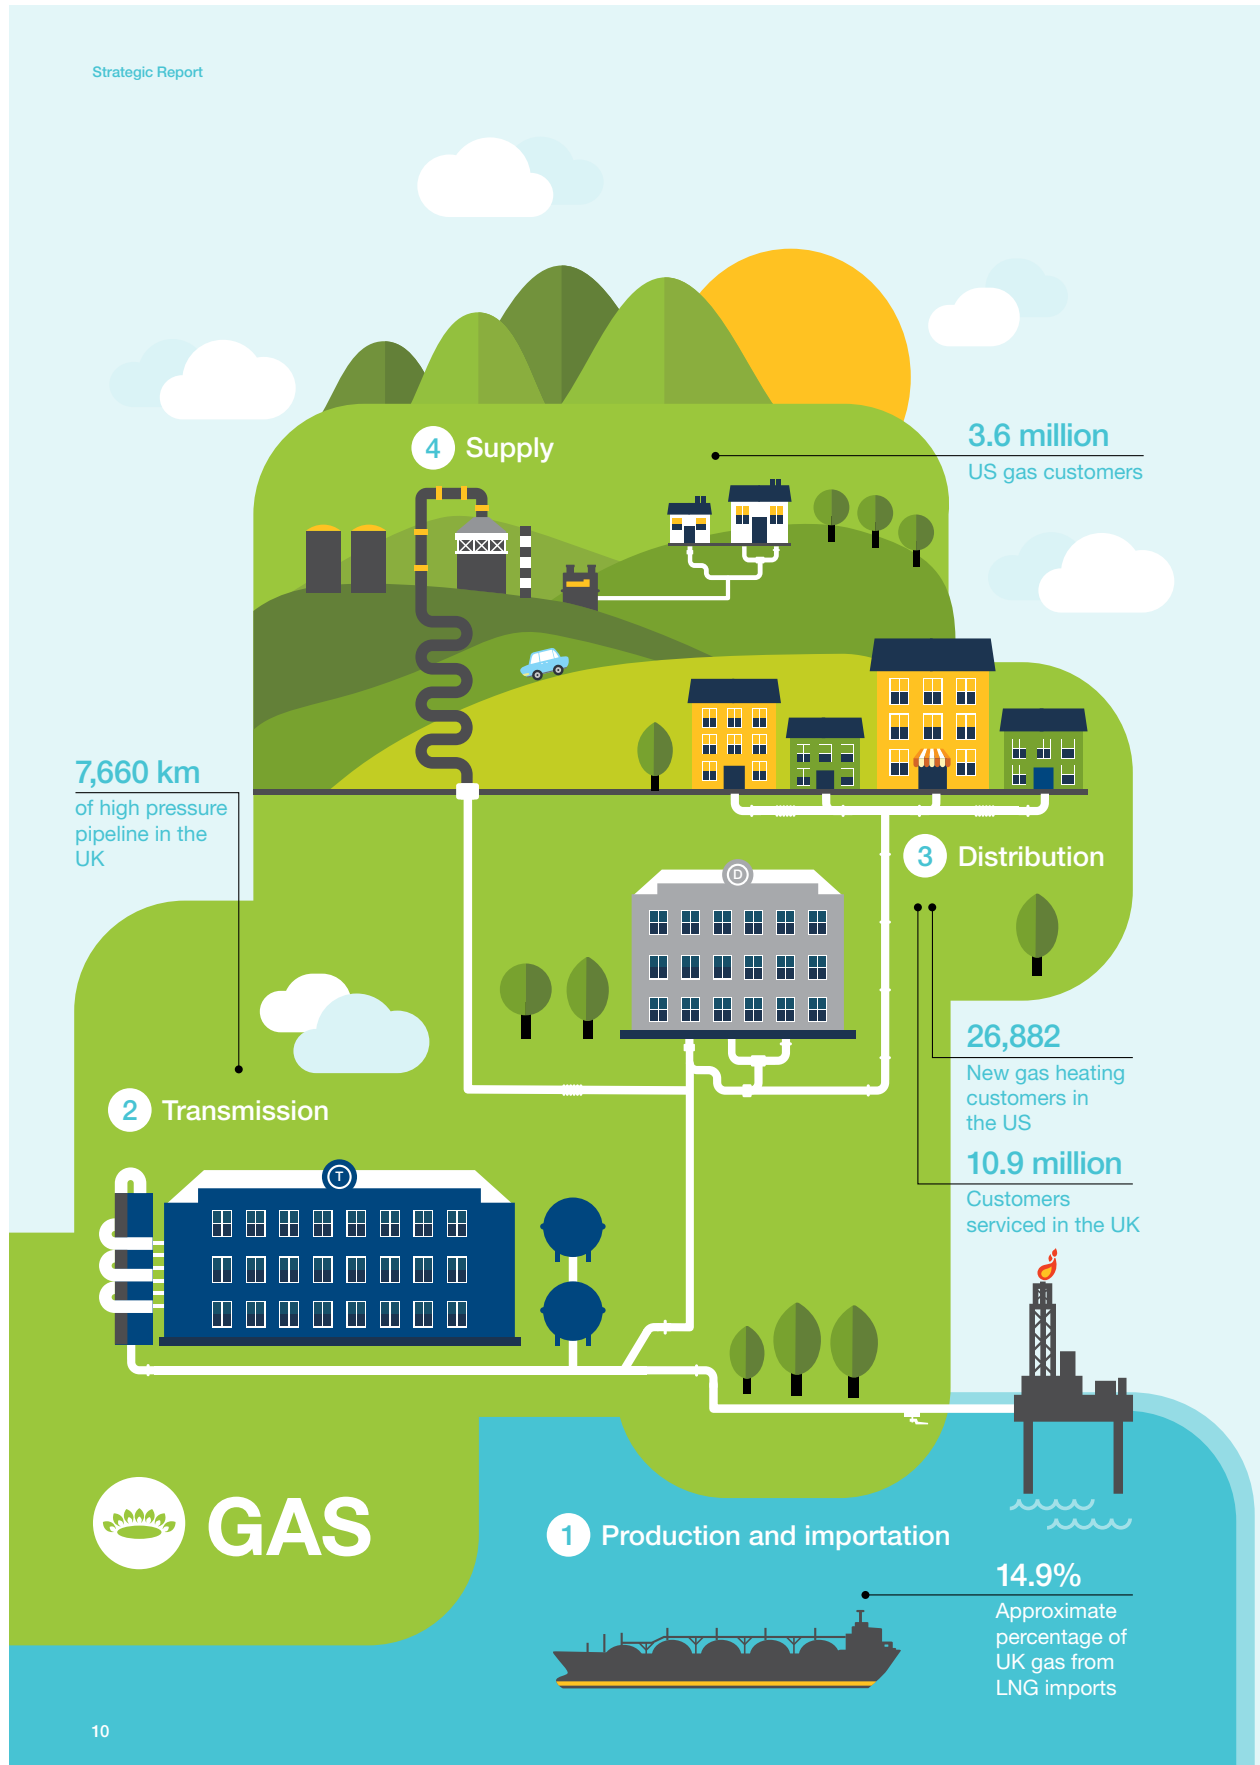 Strategic Report
4 Supply
3.6 million
US gas customers
7,660 km
of high pressure
pipeline in the
UK
3 Distribution
D
26,882
New gas heating
customers in
the US
2 Transmission
10.9 million
Customers
serviced in the UK
T
GAS
1 Production and importation
14.9%
Approximate
percentage of
UK gas from
LNG imports
10